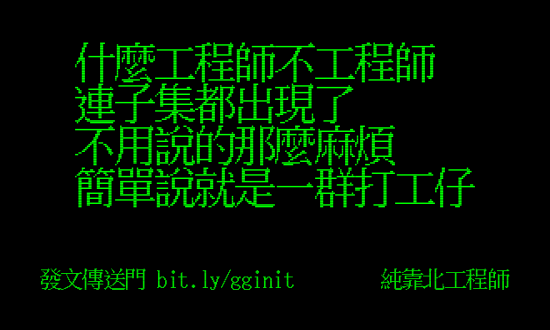 什麼工程師不工程師
連子集都出現了
不用說的那麼麻煩
簡單說就是一群打工仔
發文傳送門 bit.ly/gginit
純靠北工程師